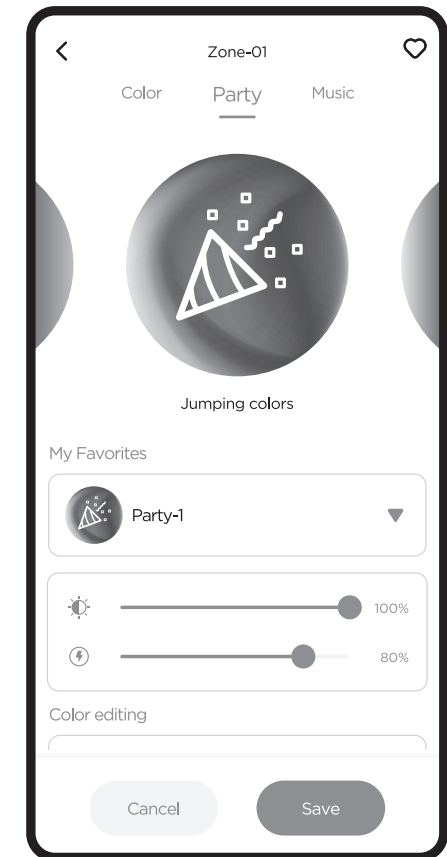 Zone-01
Color Party Music
Jumping colors
My Favorites
Party-1
100%
80%
Color editing
Cancel Save